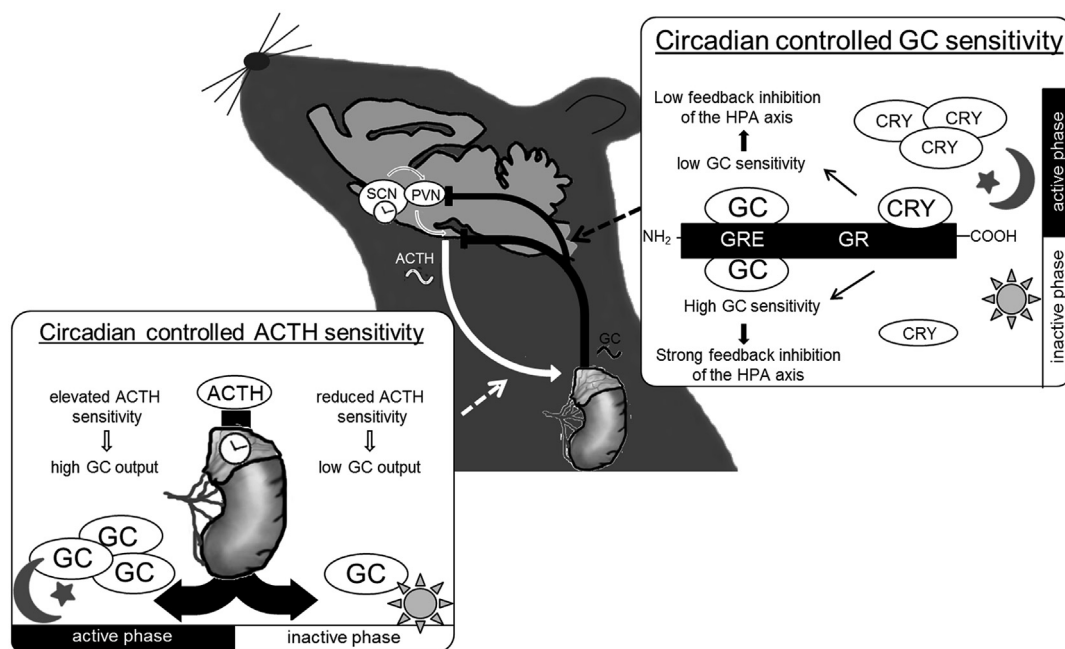 Circadian controlled GC sensitivity
Low feedback inhibition
of the HPA axis
low GC sensitivity
CRY
CRY
CRY
GC
CRY
NH2
GRE
GR
COOH
GC
High GC sensitivity
Strong feedback inhibition
of the HPA axis
CRY
active phase
inactive phase
SCN
PVN
ACTH
GC
Circadian controlled ACTH sensitivity
elevated ACTH
sensitivity
high GC output
ACTH
reduced ACTH
sensitivity
low GC output
GC
GC
GC
GC
active phase
inactive phase